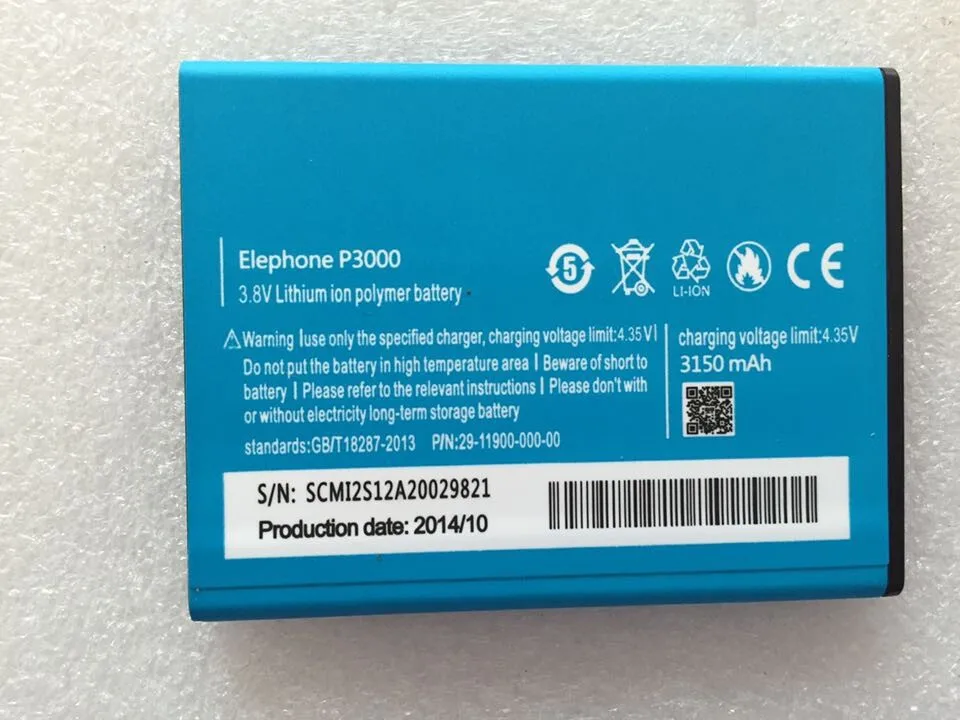 Elephone P3000
3.8V Lithium ion polymer battery
5
LI-ION
CE
Warning | use only the specified charger, charging voltage limit:4.35V |
Do not put the battery in high temperature area | Beware of short to
battery | Please refer to the relevant instructions | Please don't with
or without electricity long-term storage battery
standards:GB/T18287-2013 P/N:29-11900-000-00
charging voltage limit:4.35V
3150 mAh
S/N: SCMI2S12A20029821
Production date: 2014/10